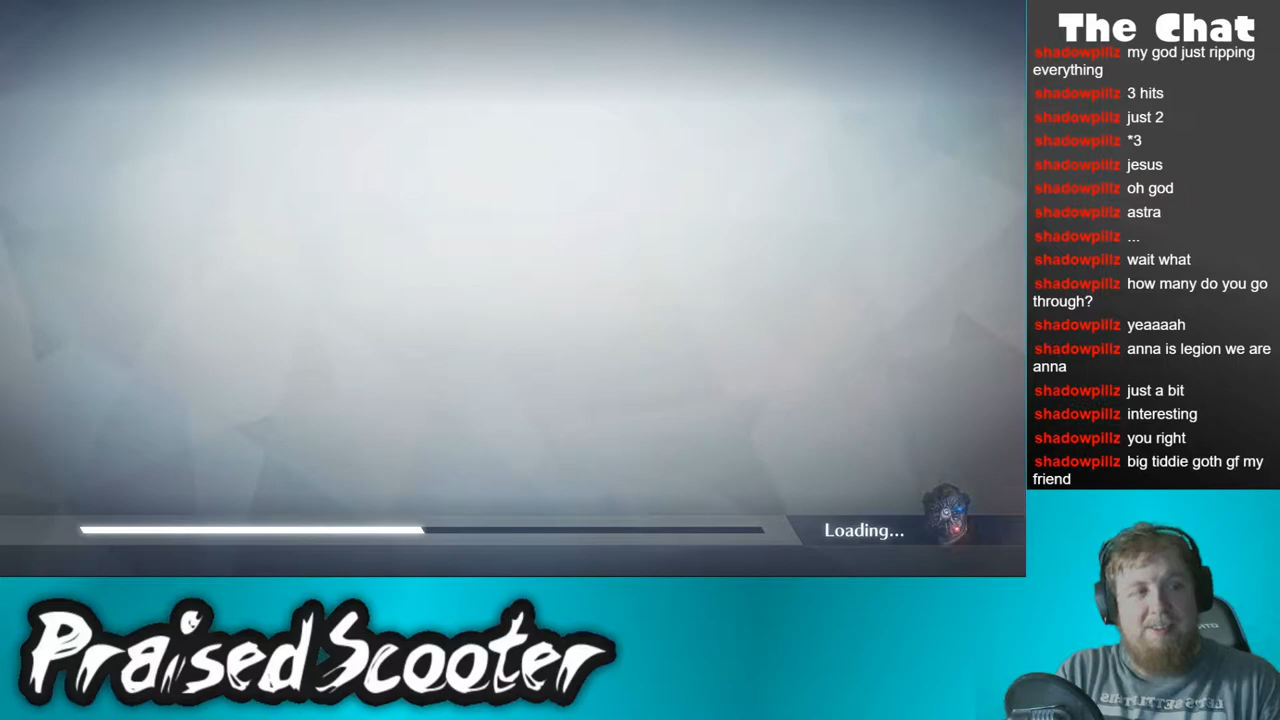 The Chat
shadowpillz my god just ripping
everything
shadowpillz 3 hits
shadowpillz just 2
shadowpillz *3
shadowpillz jesus
shadowpillz oh god
shadowpillz astra
shadowpillz ...
shadowpillz wait what
shadowpillz how many do you go
through?
shadowpillz yeaaaah
shadowpillz anna is legion we are
anna
shadowpillz just a bit
shadowpillz interesting
shadowpillz you right
shadowpillz big tiddie goth gf my
friend
Loading...
PraisedScooter